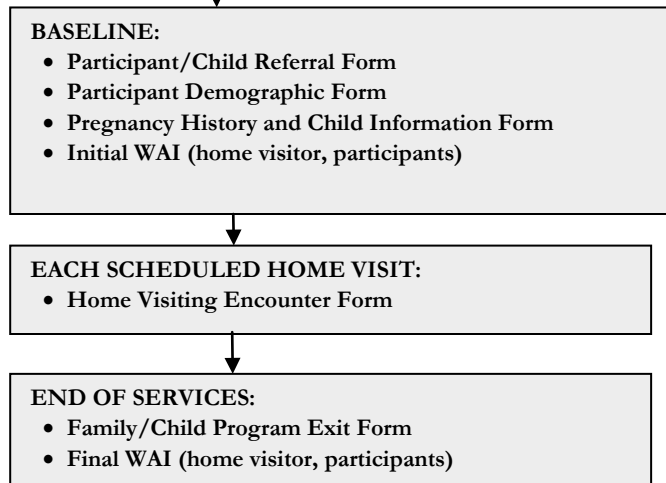 BASELINE:
• Participant/Child Referral Form
• Participant Demographic Form
• Pregnancy History and Child Information Form
• Initial WAI (home visitor, participants)
EACH SCHEDULED HOME VISIT:
• Home Visiting Encounter Form
END OF SERVICES:
• Family/Child Program Exit Form
• Final WAI (home visitor, participants)